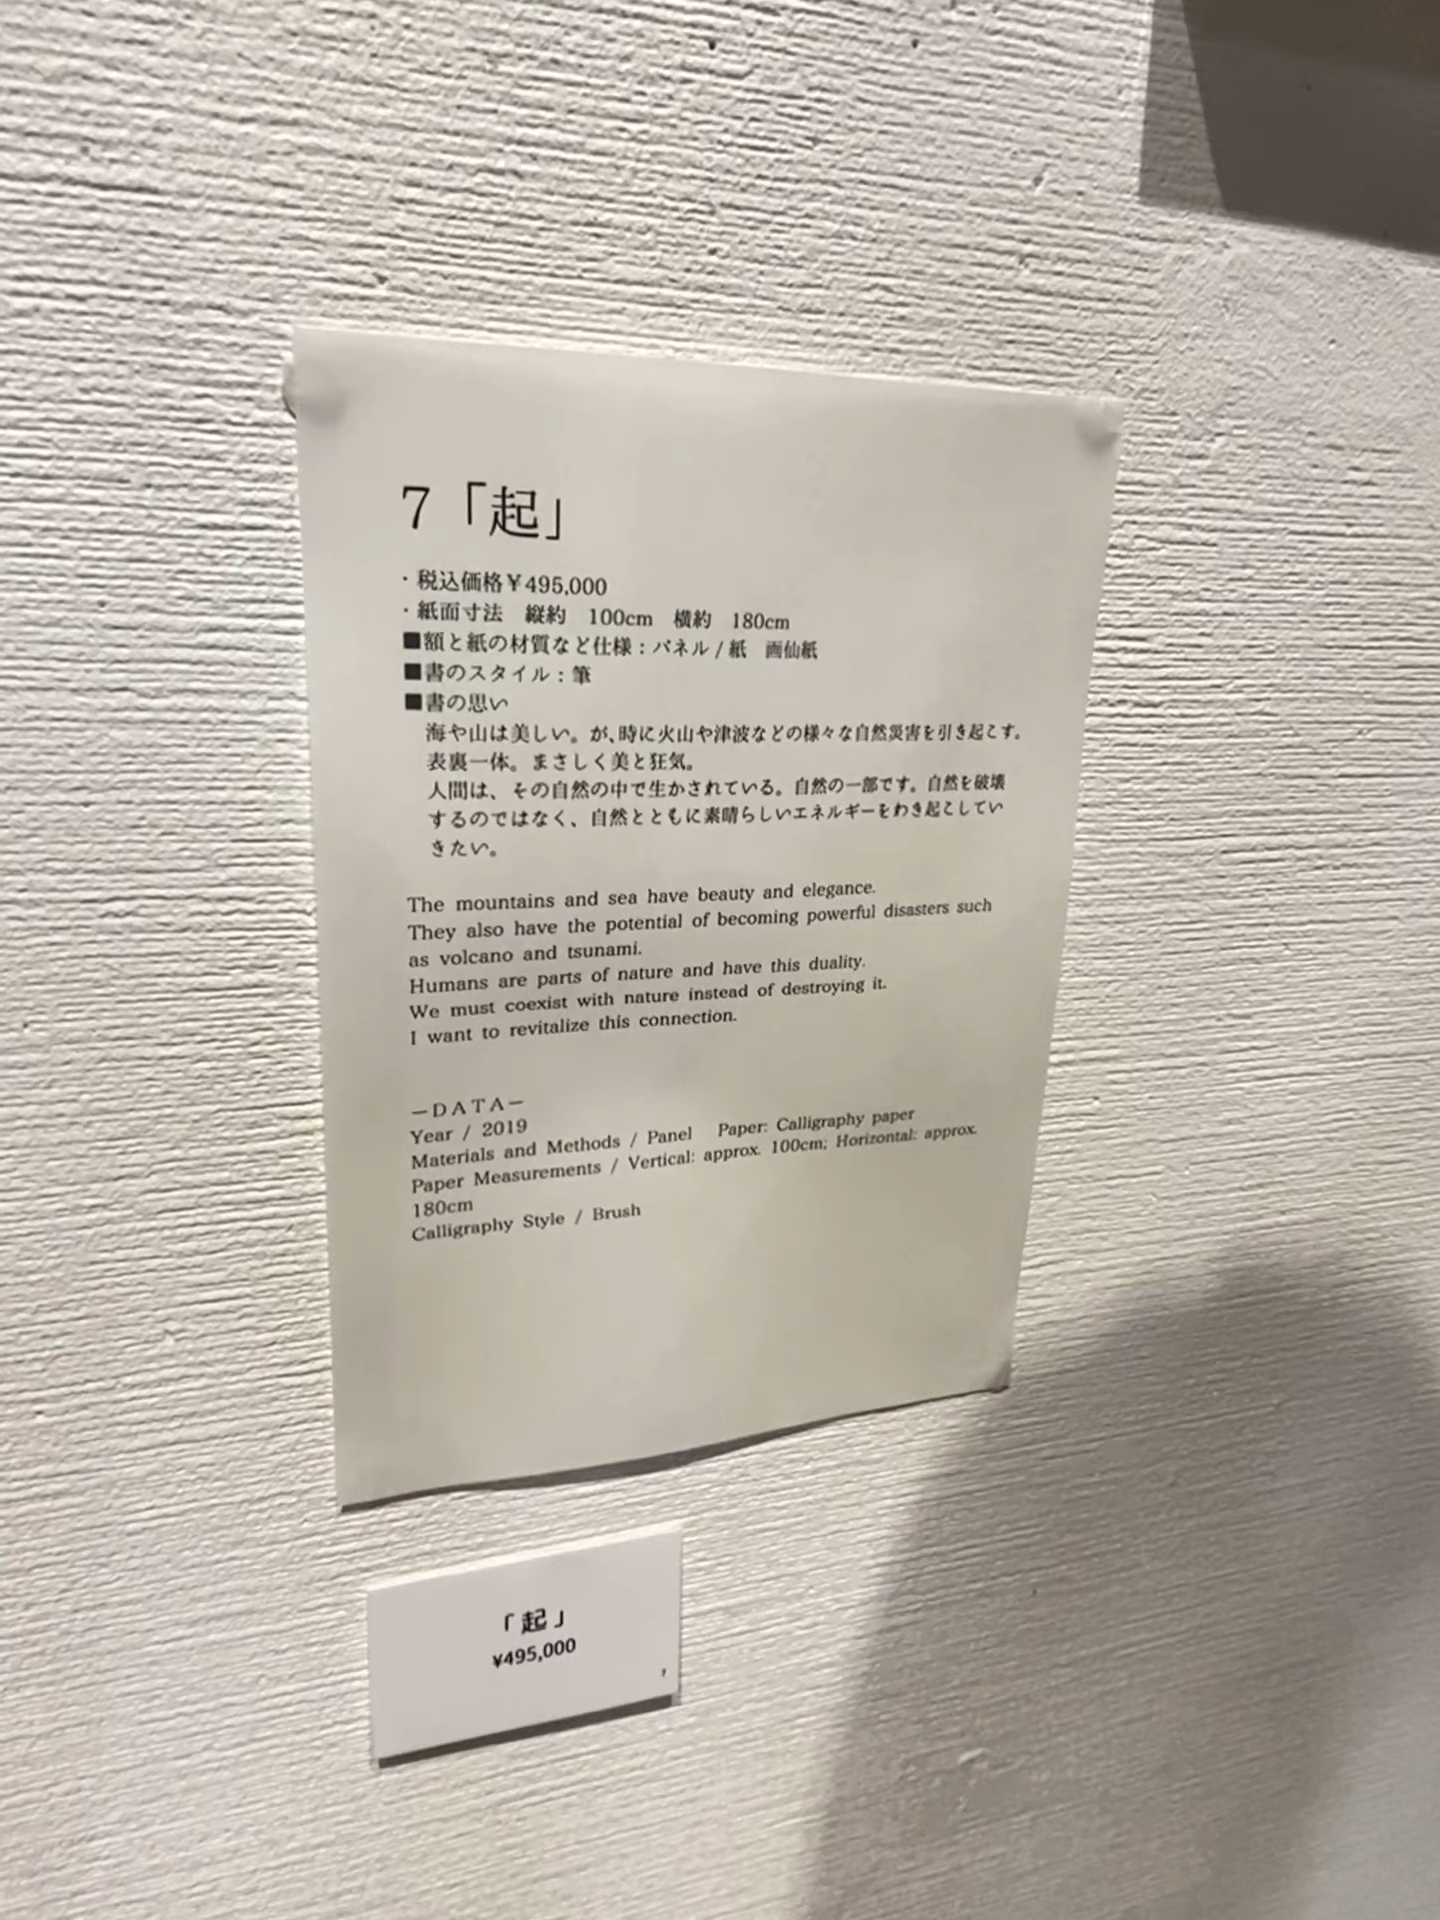 7「起」
・税込価格￥495,000
・紙面寸法　縦約　100cm　横約　180cm
■額と紙の材質など仕様：パネル / 紙　画仙紙
■書のスタイル：筆
■書の思い
海や山は美しい。が、時に火山や津波などの様々な自然災害を引き起こす。
表裏一体。まさしく美と狂気。
人間は、その自然の中で生かされている。自然の一部です。自然を破壊
するのではなく、自然とともに素晴らしいエネルギーをわき起こしてい
きたい。
The mountains and sea have beauty and elegance.
They also have the potential of becoming powerful disasters such
as volcano and tsunami.
Humans are parts of nature and have this duality.
We must coexist with nature instead of destroying it.
I want to revitalize this connection.
―DATA―
Year / 2019
Materials and Methods / Panel　Paper: Calligraphy paper
Paper Measurements / Vertical: approx. 100cm; Horizontal: approx.
180cm
Calligraphy Style / Brush
「起」
¥495,000
7